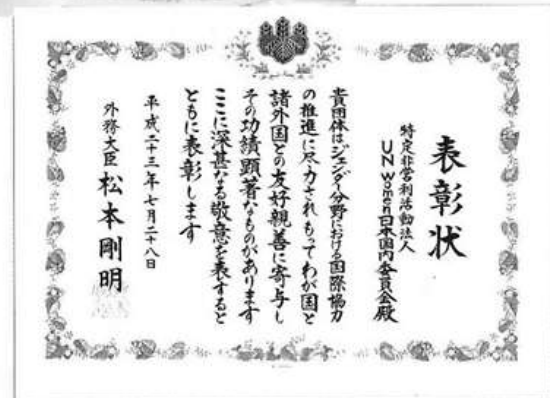 表彰状
特定非営利活動法人
UN Women日本国内委員会殿
貴団体はジェンダー分野における国際協力
の推進に尽力されもってわが国と
諸外国との友好親善に寄与し
その功績顕著なものがあります
ここに深甚なる敬意を表すると
ともに表彰します
平成二十三年七月二十八日
外務大臣 松本剛明